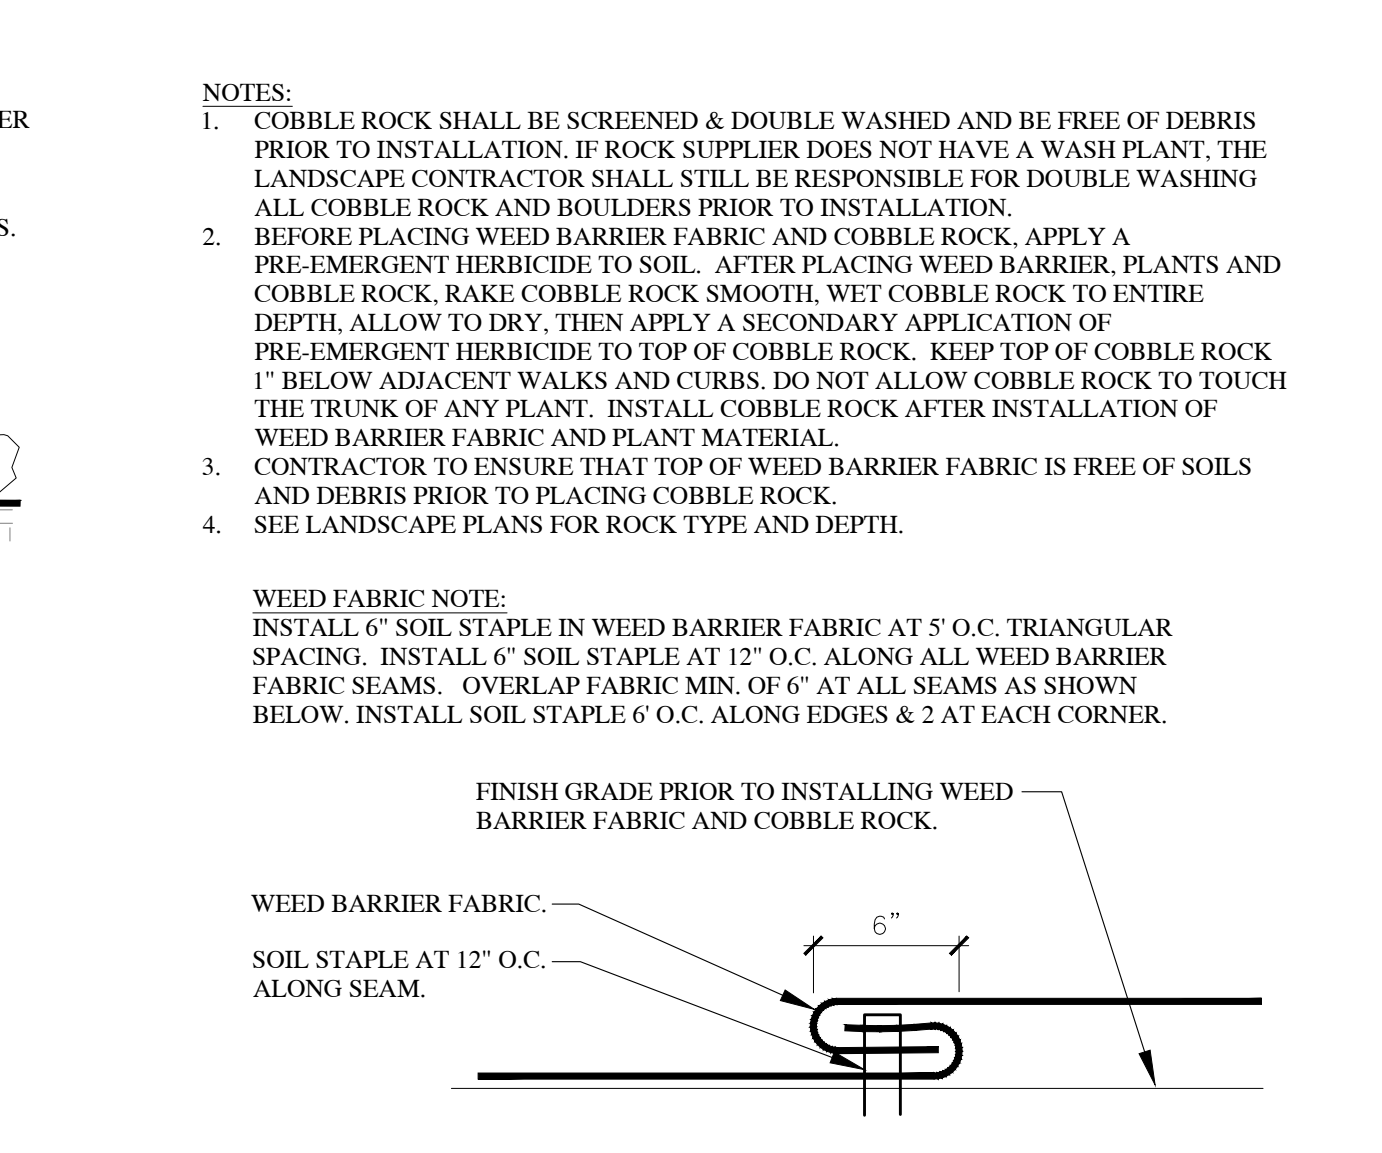 ER
S.
NOTES:
1. COBBLE ROCK SHALL BE SCREENED & DOUBLE WASHED AND BE FREE OF DEBRIS
PRIOR TO INSTALLATION. IF ROCK SUPPLIER DOES NOT HAVE A WASH PLANT, THE
LANDSCAPE CONTRACTOR SHALL STILL BE RESPONSIBLE FOR DOUBLE WASHING
ALL COBBLE ROCK AND BOULDERS PRIOR TO INSTALLATION.
2. BEFORE PLACING WEED BARRIER FABRIC AND COBBLE ROCK, APPLY A
PRE-EMERGENT HERBICIDE TO SOIL.  AFTER PLACING WEED BARRIER, PLANTS AND
COBBLE ROCK, RAKE COBBLE ROCK SMOOTH, WET COBBLE ROCK TO ENTIRE
DEPTH, ALLOW TO DRY, THEN APPLY A SECONDARY APPLICATION OF
PRE-EMERGENT HERBICIDE TO TOP OF COBBLE ROCK.  KEEP TOP OF COBBLE ROCK
1" BELOW ADJACENT WALKS AND CURBS. DO NOT ALLOW COBBLE ROCK TO TOUCH
THE TRUNK OF ANY PLANT.  INSTALL COBBLE ROCK AFTER INSTALLATION OF
WEED BARRIER FABRIC AND PLANT MATERIAL.
3. CONTRACTOR TO ENSURE THAT TOP OF WEED BARRIER FABRIC IS FREE OF SOILS
AND DEBRIS PRIOR TO PLACING COBBLE ROCK.
4. SEE LANDSCAPE PLANS FOR ROCK TYPE AND DEPTH.
WEED FABRIC NOTE:
INSTALL 6" SOIL STAPLE IN WEED BARRIER FABRIC AT 5' O.C. TRIANGULAR
SPACING.  INSTALL 6" SOIL STAPLE AT 12" O.C. ALONG ALL WEED BARRIER
FABRIC SEAMS.   OVERLAP FABRIC MIN. OF 6" AT ALL SEAMS AS SHOWN
BELOW. INSTALL SOIL STAPLE 6' O.C. ALONG EDGES & 2 AT EACH CORNER.
FINISH GRADE PRIOR TO INSTALLING WEED
BARRIER FABRIC AND COBBLE ROCK.
WEED BARRIER FABRIC.
6"
SOIL STAPLE AT 12" O.C.
ALONG SEAM.